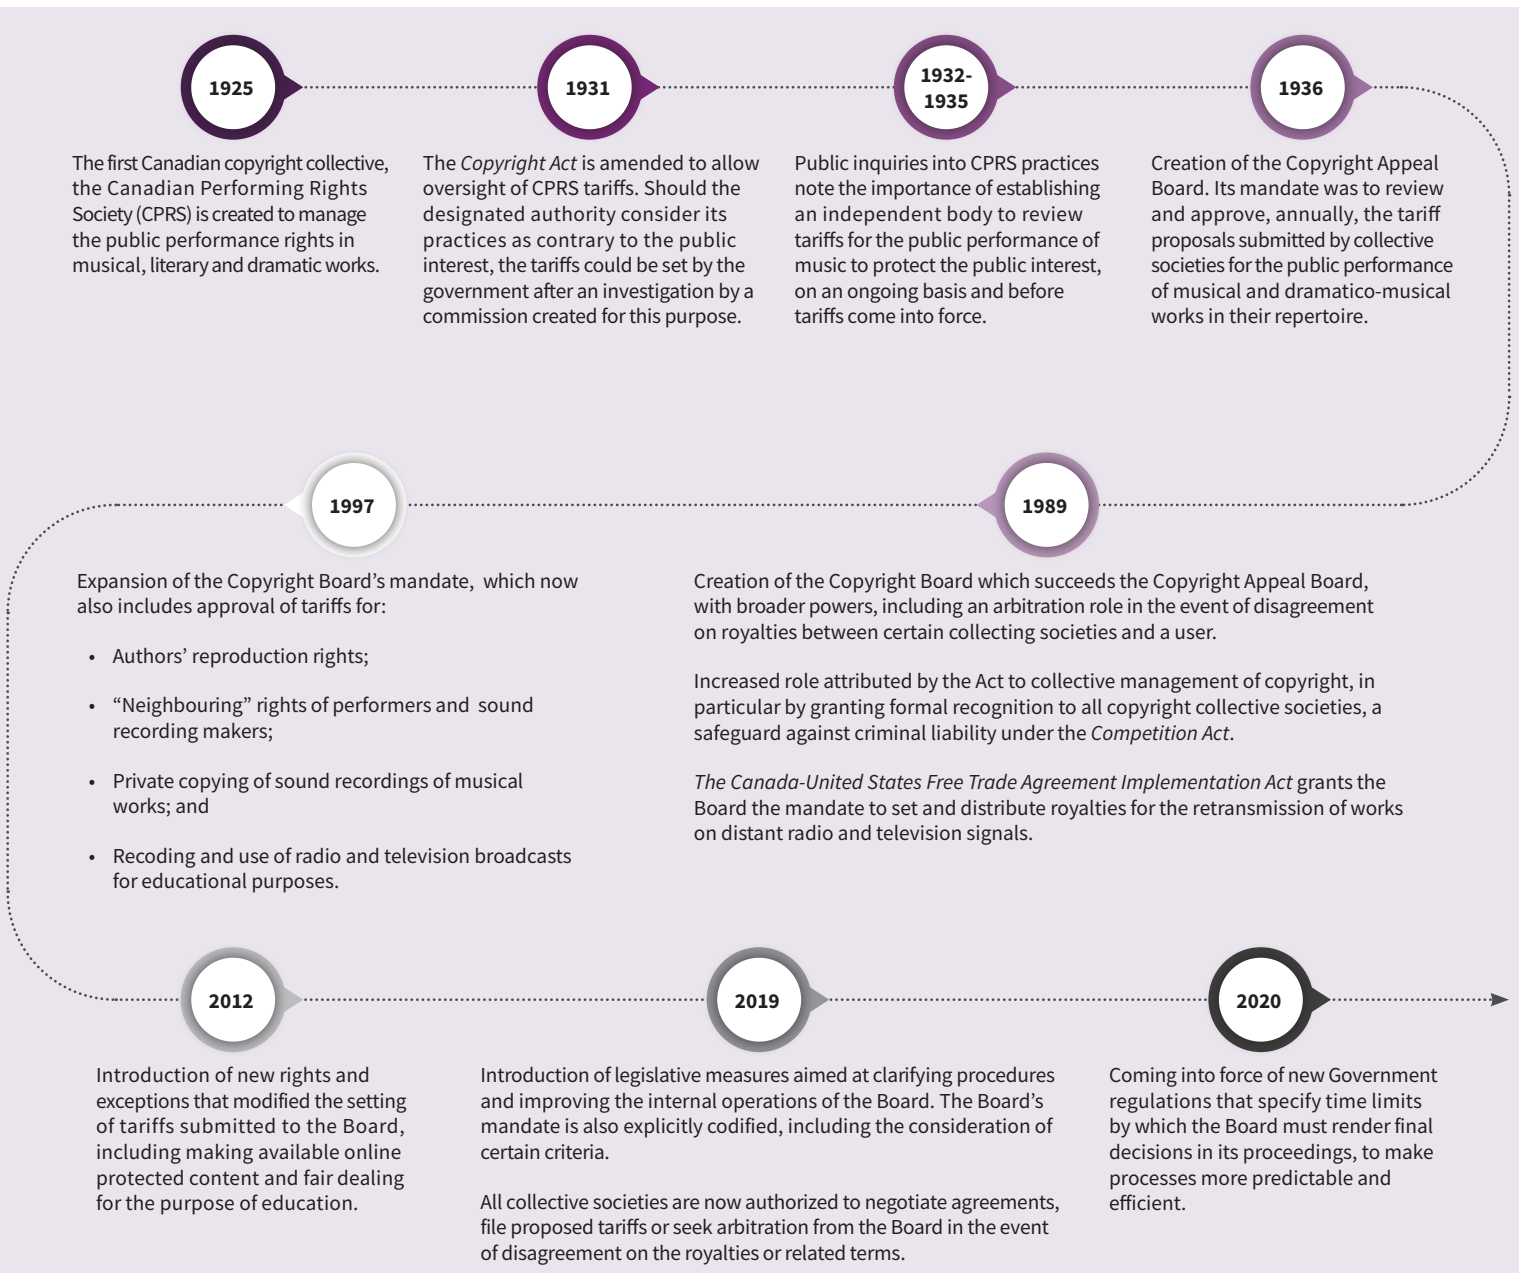 1925
The first Canadian copyright collective,
the Canadian Performing Rights
Society (CPRS) is created to manage
the public performance rights in
musical, literary and dramatic works.
1931
The Copyright Act is amended to allow
oversight of CPRS tariffs. Should the
designated authority consider its
practices as contrary to the public
interest, the tariffs could be set by the
government after an investigation by a
commission created for this purpose.
1932-
1935
Public inquiries into CPRS practices
note the importance of establishing
an independent body to review
tariffs for the public performance of
music to protect the public interest,
on an ongoing basis and before
tariffs come into force.
1936
Creation of the Copyright Appeal
Board. Its mandate was to review
and approve, annually, the tariff
proposals submitted by collective
societies for the public performance
of musical and dramatico-musical
works in their repertoire.
1989
Creation of the Copyright Board which succeeds the Copyright Appeal Board,
with broader powers, including an arbitration role in the event of disagreement
on royalties between certain collecting societies and a user.
Increased role attributed by the Act to collective management of copyright, in
particular by granting formal recognition to all copyright collective societies, a
safeguard against criminal liability under the Competition Act.
The Canada-United States Free Trade Agreement Implementation Act grants the
Board the mandate to set and distribute royalties for the retransmission of works
on distant radio and television signals.
1997
Expansion of the Copyright Board's mandate, which now
also includes approval of tariffs for:
• Authors' reproduction rights;
• "Neighbouring" rights of performers and sound
recording makers;
• Private copying of sound recordings of musical
works; and
• Recoding and use of radio and television broadcasts
for educational purposes.
2012
Introduction of new rights and
exceptions that modified the setting
of tariffs submitted to the Board,
including making available online
protected content and fair dealing
for the purpose of education.
2019
Introduction of legislative measures aimed at clarifying procedures
and improving the internal operations of the Board. The Board's
mandate is also explicitly codified, including the consideration of
certain criteria.
All collective societies are now authorized to negotiate agreements,
file proposed tariffs or seek arbitration from the Board in the event
of disagreement on the royalties or related terms.
2020
Coming into force of new Government
regulations that specify time limits
by which the Board must render final
decisions in its proceedings, to make
processes more predictable and
efficient.